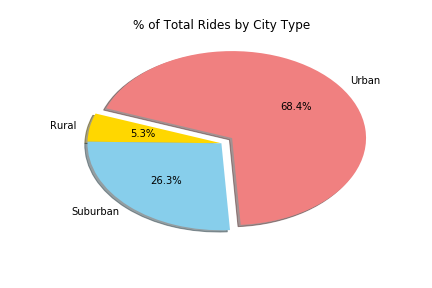 % of Total Rides by City Type
Urban
68.4%
Rural
5.3%
26.3%
Suburban